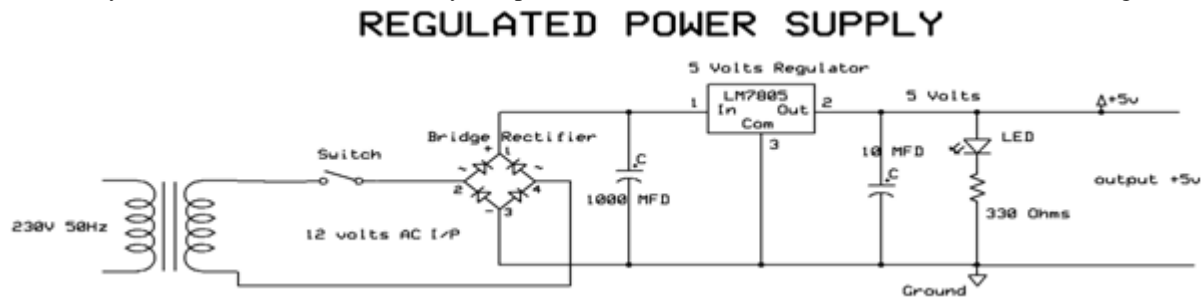 REGULATED POWER SUPPLY
5 Volts Regulator
LM7805
1 In Out 2
Com
3
5 Volts
+5v
Bridge Rectifier
+ 1
~ ~
2 4
- 3
Switch
C
1000 MFD
10 MFD
C
LED
330 Ohms
output +5v
230V 50Hz
12 volts AC I/P
Ground